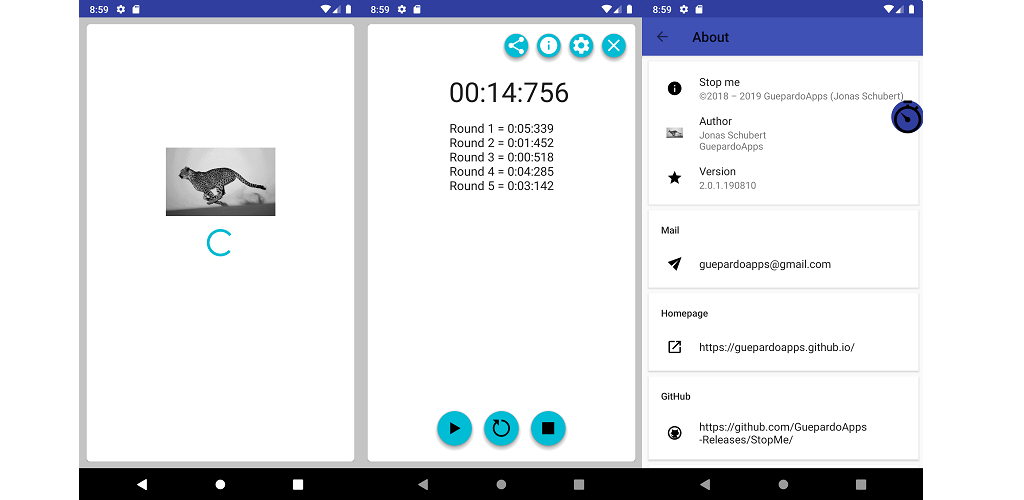 8:59
8:59
00:14:756
Round 1 = 0:05:339
Round 2 = 0:01:452
Round 3 = 0:00:518
Round 4 = 0:04:285
Round 5 = 0:03:142
8:59
About
Stop me
©2018 – 2019 GuepardoApps (Jonas Schubert)
Author
Jonas Schubert
GuepardoApps
Version
2.0.1.190810
Mail
guepardoapps@gmail.com
Homepage
https://guepardoapps.github.io/
GitHub
https://github.com/GuepardoApps
-Releases/StopMe/